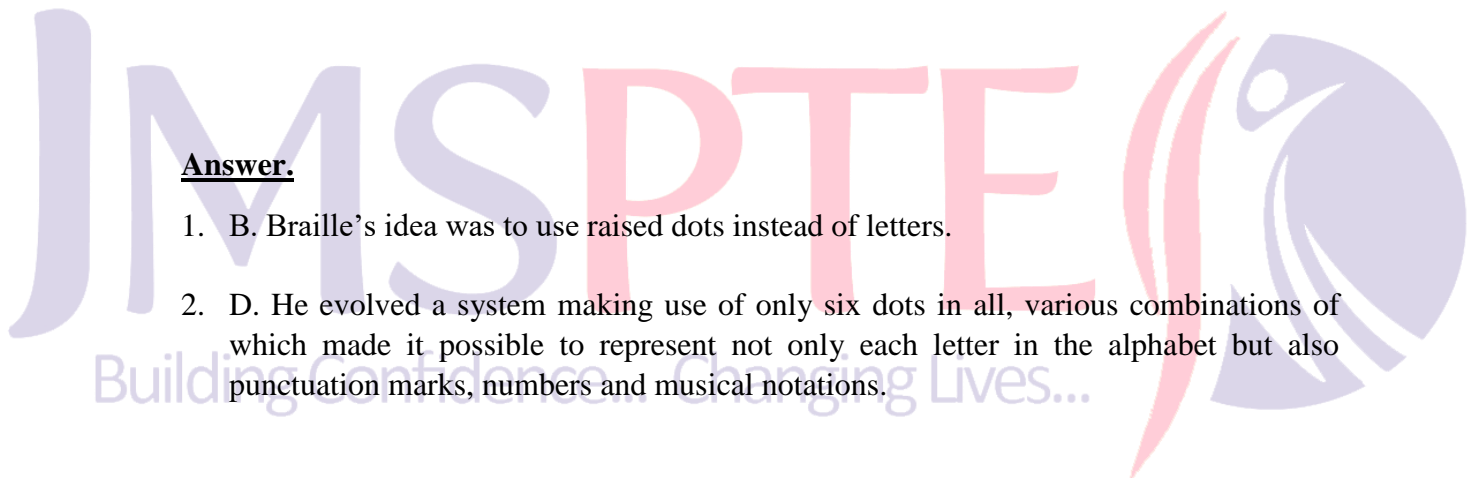 JMSPTE
Answer.
1. B. Braille’s idea was to use raised dots instead of letters.
2. D. He evolved a system making use of only six dots in all, various combinations of
which made it possible to represent not only each letter in the alphabet but also
punctuation marks, numbers and musical notations.
Building Confidence... Changing Lives...